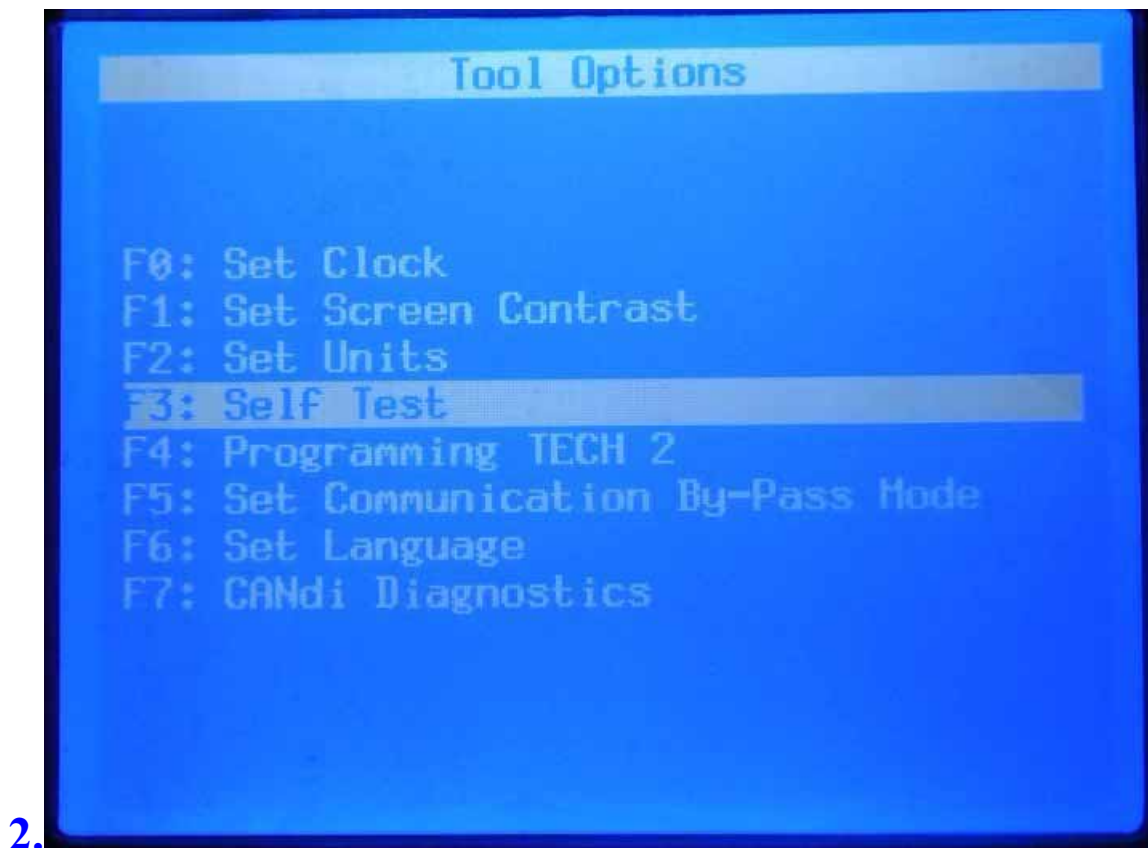 Tool Options
F0: Set Clock
F1: Set Screen Contrast
F2: Set Units
F3: Self Test
F4: Programming TECH 2
F5: Set Communication By-Pass Mode
F6: Set Language
F7: CANdi Diagnostics
2.